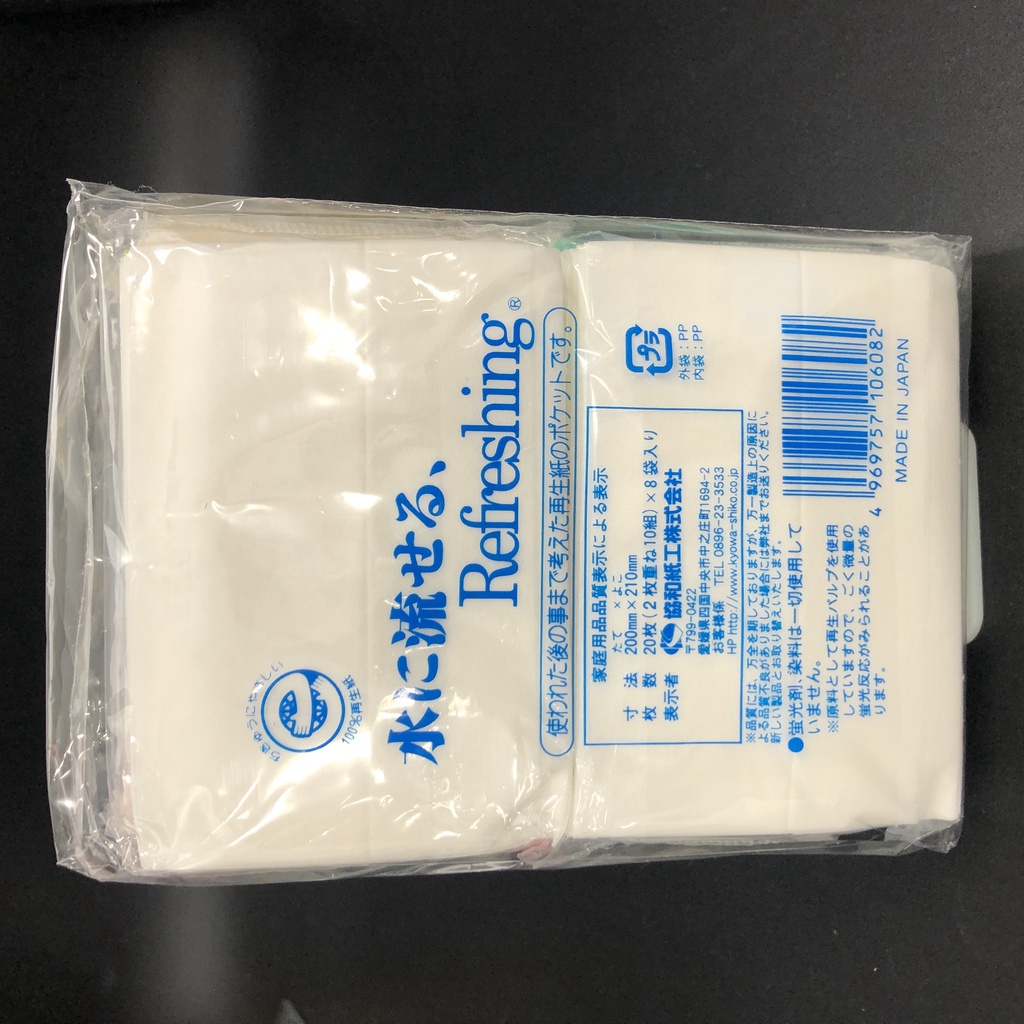 ちきゅうにやさしい
100%再生紙
水に流せる、
Refreshing®
使われた後の事まで考えた再生紙のポケットです。
家庭用品品質表示による表示
たて × よこ
寸 法 200mm×210mm
枚 数 20枚(2枚重ね10組)×8袋入り
表示者 協和紙工株式会社
〒799-0422
愛媛県四国中央市中之庄町1694-2
お客様係 TEL 0896-23-3533
HP http://www.kyowa-shiko.co.jp
プラ
外袋:PP
内袋:PP
※品質には、万全を期しておりますが、万一製造上の原因に
よる品質不良がありました場合には弊社までお送りください。
新しい製品とお取り替えいたします。
●蛍光剤、染料は一切使用して
いません。
※原料として再生パルプを使用
していますので、ごく微量の
蛍光反応がみられることがあ
ります。
4 969757 106082
MADE IN JAPAN